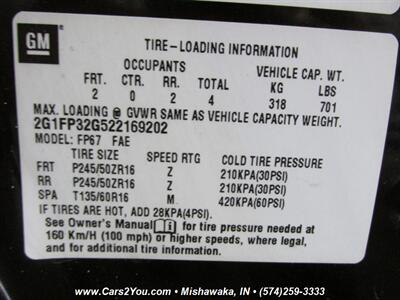 GM
TIRE-LOADING INFORMATION
OCCUPANTS VEHICLE CAP. WT.
FRT. CTR. RR. TOTAL KG LBS
2 0 2 4 318 701
MAX. LOADING @ GVWR SAME AS VEHICLE CAPACITY WEIGHT.
2G1FP32G522169202
MODEL: FP67 FAE
TIRE SIZE SPEED RTG COLD TIRE PRESSURE
FRT P245/50ZR16 Z 210KPA(30PSI)
RR P245/50ZR16 Z 210KPA(30PSI)
SPA T135/60R16 M 420KPA(60PSI)
IF TIRES ARE HOT, ADD 28KPA(4PSI).
See Owner's Manual for tire pressure needed at
160 Km/H (100 mph) or higher speeds, where legal,
and for additional tire information.
www.Cars2You.com - Mishawaka, IN - (574)259-3333